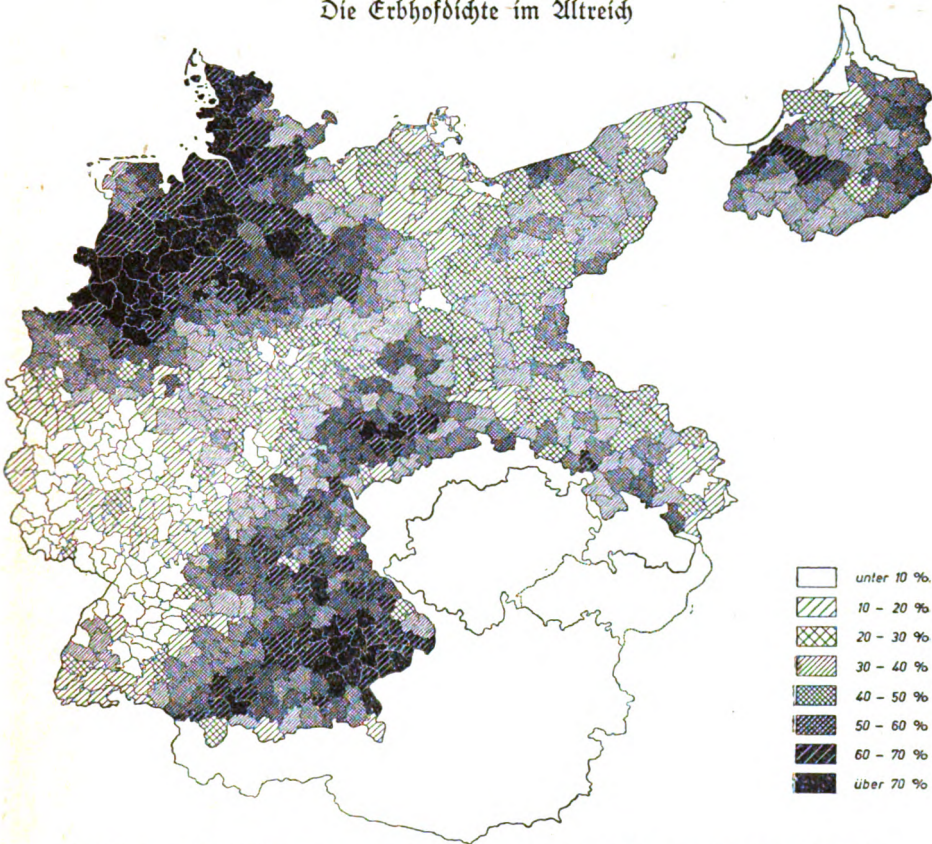 Die Erbhofdichte im Altreich
unter 10 %.
10 - 20 %
20 - 30 %
30 - 40 %
40 - 50 %
50 - 60 %
60 - 70 %
über 70 %